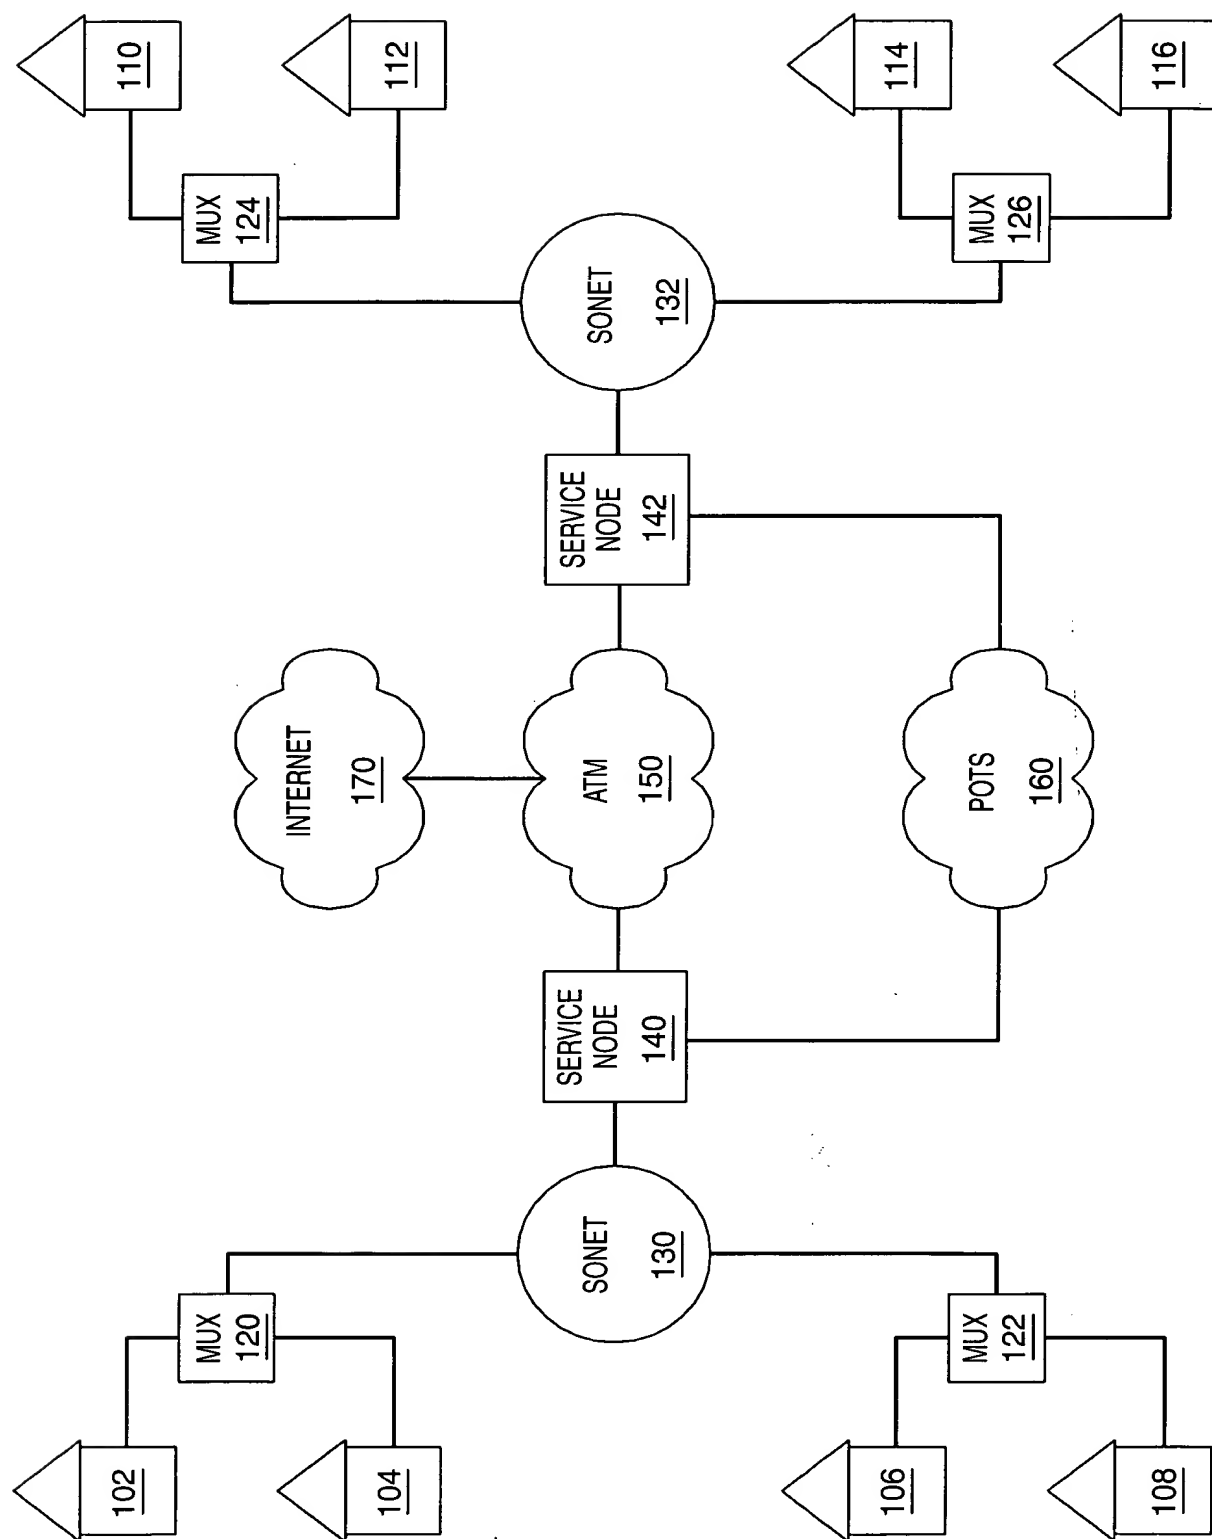 102
104
MUX
120
106
108
MUX
122
SONET
130
SERVICE
NODE
140
INTERNET
170
ATM
150
POTS
160
SERVICE
NODE
142
SONET
132
MUX
124
110
112
MUX
126
114
116